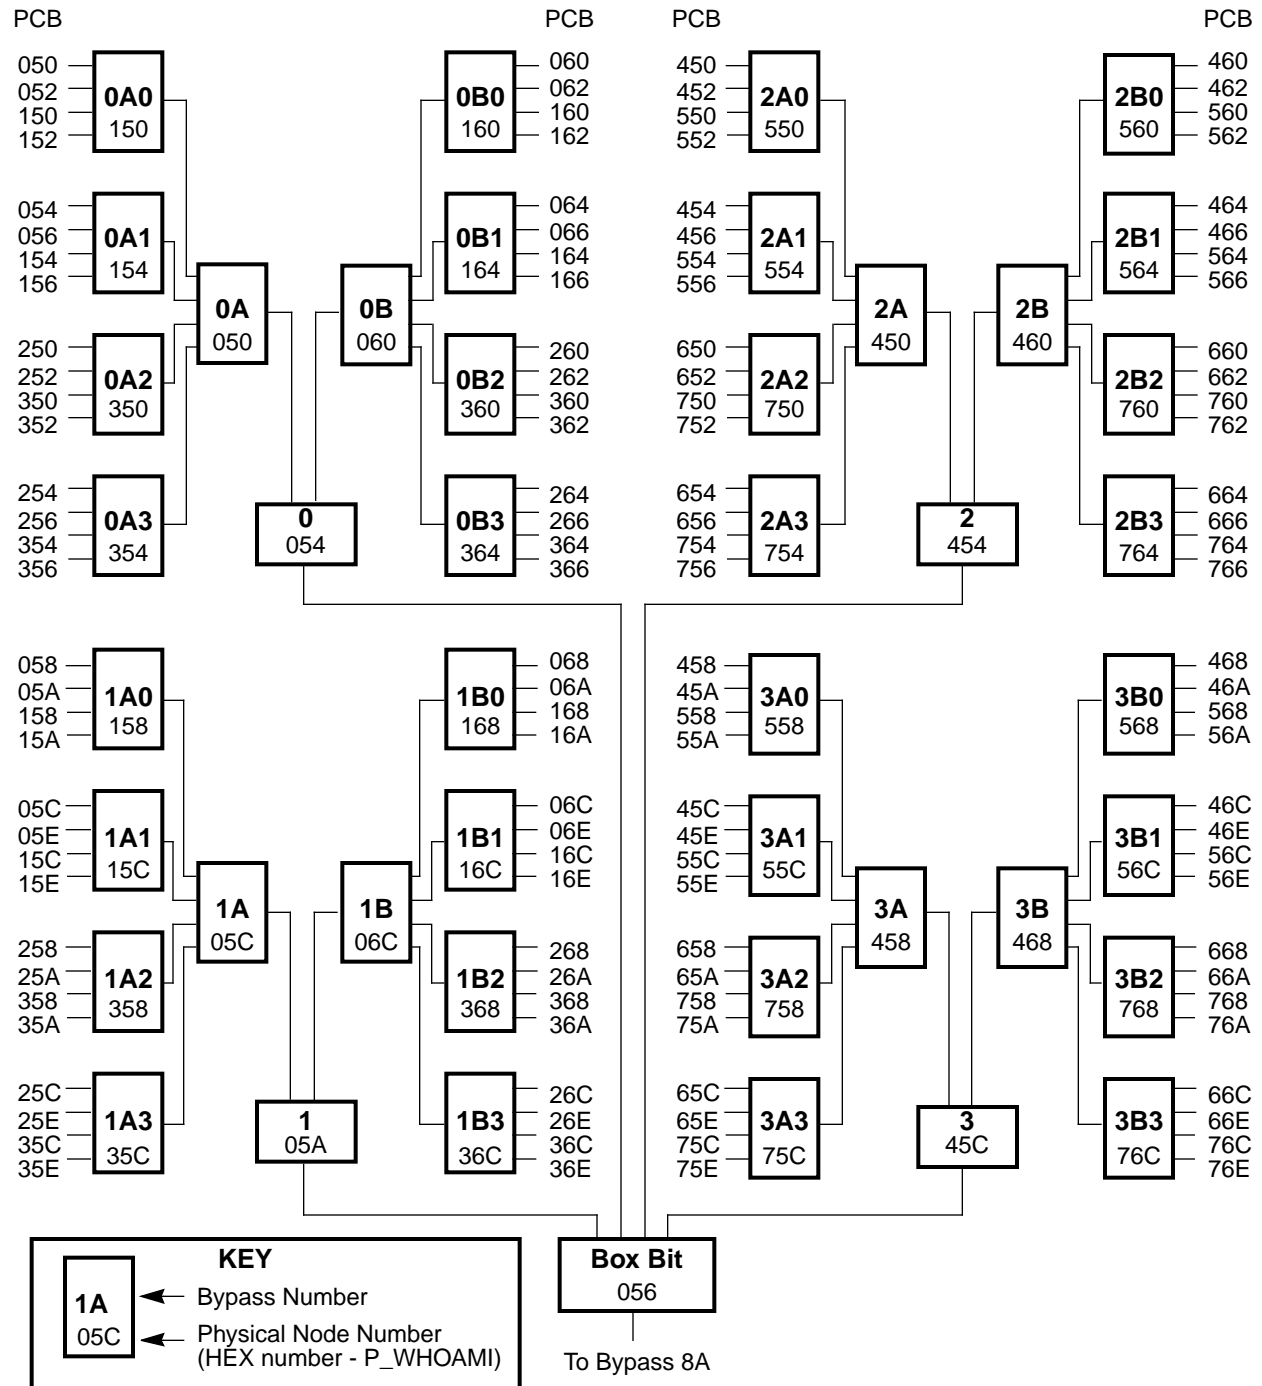 PCB PCB PCB PCB
050
052
150
152
0A0
150
0B0
160
060
062
160
162
450
452
550
552
2A0
550
2B0
560
460
462
560
562
054
056
154
156
0A1
154
0B1
164
064
066
164
166
454
456
554
556
2A1
554
2B1
564
464
466
564
566
0A
050
0B
060
2A
450
2B
460
250
252
350
352
0A2
350
0B2
360
260
262
360
362
650
652
750
752
2A2
750
2B2
760
660
662
760
762
254
256
354
356
0A3
354
0
054
0B3
364
264
266
364
366
654
656
754
756
2A3
754
2
454
2B3
764
664
666
764
766
058
05A
158
15A
1A0
158
1B0
168
068
06A
168
16A
458
45A
558
55A
3A0
558
3B0
568
468
46A
568
56A
05C
05E
15C
15E
1A1
15C
1B1
16C
06C
06E
16C
16E
45C
45E
55C
55E
3A1
55C
3B1
56C
46C
46E
56C
56E
1A
05C
1B
06C
3A
458
3B
468
258
25A
358
35A
1A2
358
1B2
368
268
26A
368
36A
658
65A
758
75A
3A2
758
3B2
768
668
66A
768
76A
25C
25E
35C
35E
1A3
35C
1
05A
1B3
36C
26C
26E
36C
36E
65C
65E
75C
75E
3A3
75C
3
45C
3B3
76C
66C
66E
76C
76E
KEY
1A
05C
Bypass Number
Physical Node Number
(HEX number - P_WHOAMI)
Box Bit
056
To Bypass 8A